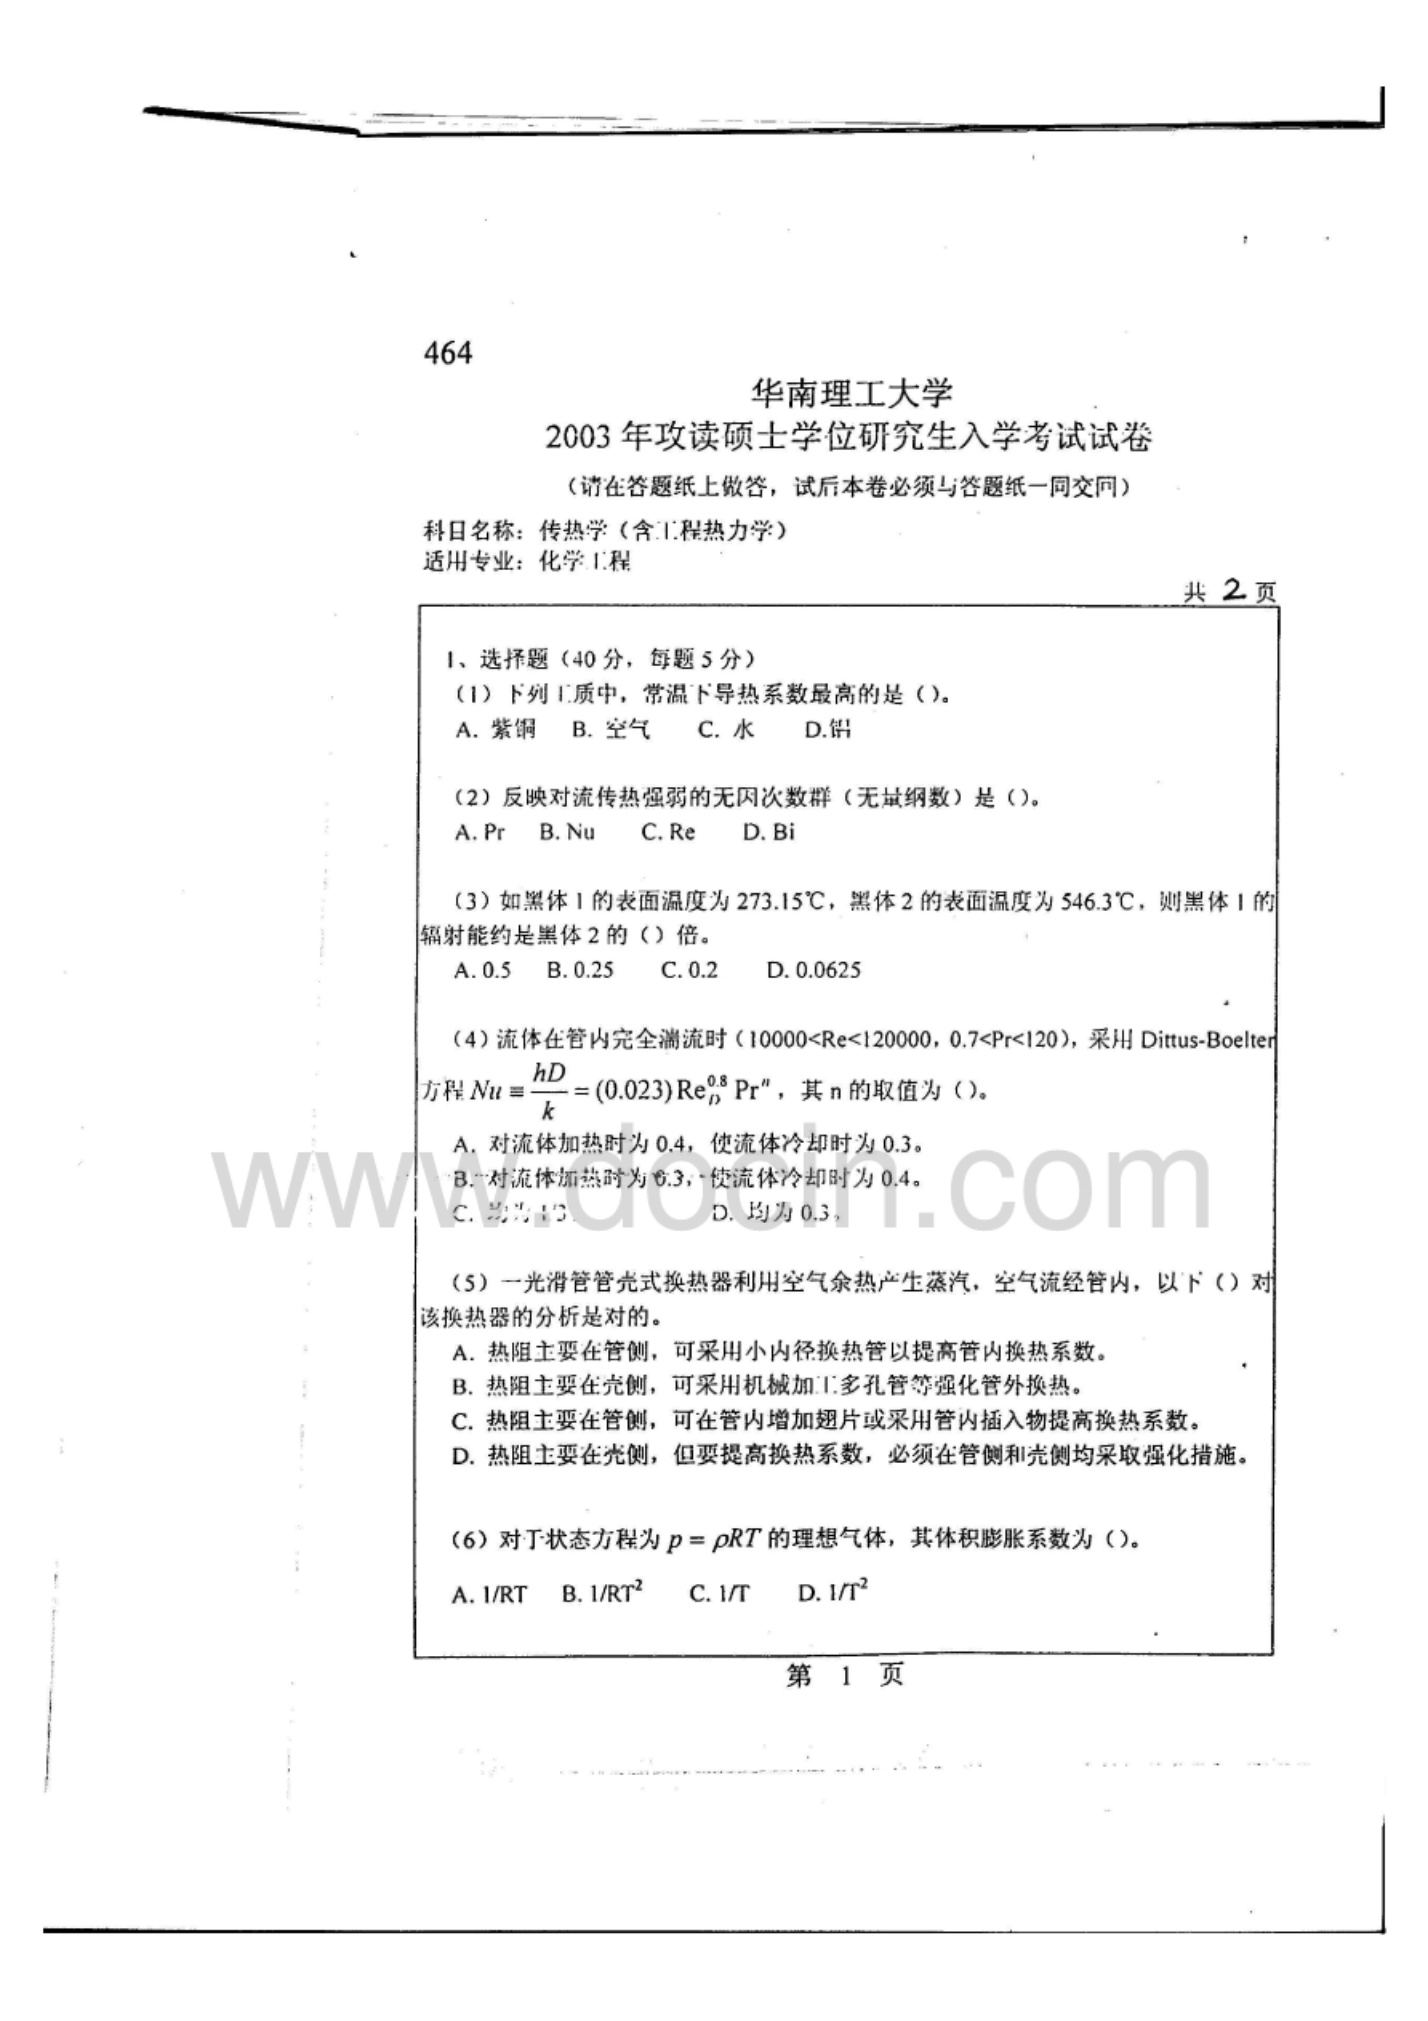 464
华南理工大学
2003 年攻读硕士学位研究生入学考试试卷
（请在答题纸上做答，试后本卷必须与答题纸一同交回）
科目名称：传热学（含工程热力学）
适用专业：化学工程
共 2 页
1、选择题（40 分，每题 5 分）
（1）下列工质中，常温下导热系数最高的是（）。
A. 紫铜 B. 空气 C. 水 D.铝
（2）反映对流传热强弱的无因次数群（无量纲数）是（）。
A. Pr B. Nu C. Re D. Bi
（3）如黑体 1 的表面温度为 273.15℃，黑体 2 的表面温度为 546.3℃，则黑体 1 的
辐射能约是黑体 2 的（）倍。
A. 0.5 B. 0.25 C. 0.2 D. 0.0625
（4）流体在管内完全湍流时（10000<Re<120000，0.7<Pr<120），采用 Dittus-Boelter
方程 Nu ≡ hD/k = (0.023) Re_D^0.8 Pr^n，其 n 的取值为（）。
A. 对流体加热时为 0.4，使流体冷却时为 0.3。
B. 对流体加热时为 0.3，使流体冷却时为 0.4。
C. 均为 D. 均为 0.3。
www.docin.com
（5）一光滑管管壳式换热器利用空气余热产生蒸汽，空气流经管内，以下（）对
该换热器的分析是对的。
A. 热阻主要在管侧，可采用小内径换热管以提高管内换热系数。
B. 热阻主要在壳侧，可采用机械加工多孔管等强化管外换热。
C. 热阻主要在管侧，可在管内增加翅片或采用管内插入物提高换热系数。
D. 热阻主要在壳侧，但要提高换热系数，必须在管侧和壳侧均采取强化措施。
（6）对于状态方程为 p = ρRT 的理想气体，其体积膨胀系数为（）。
A. 1/RT B. 1/RT² C. 1/T D. 1/T²
第 1 页